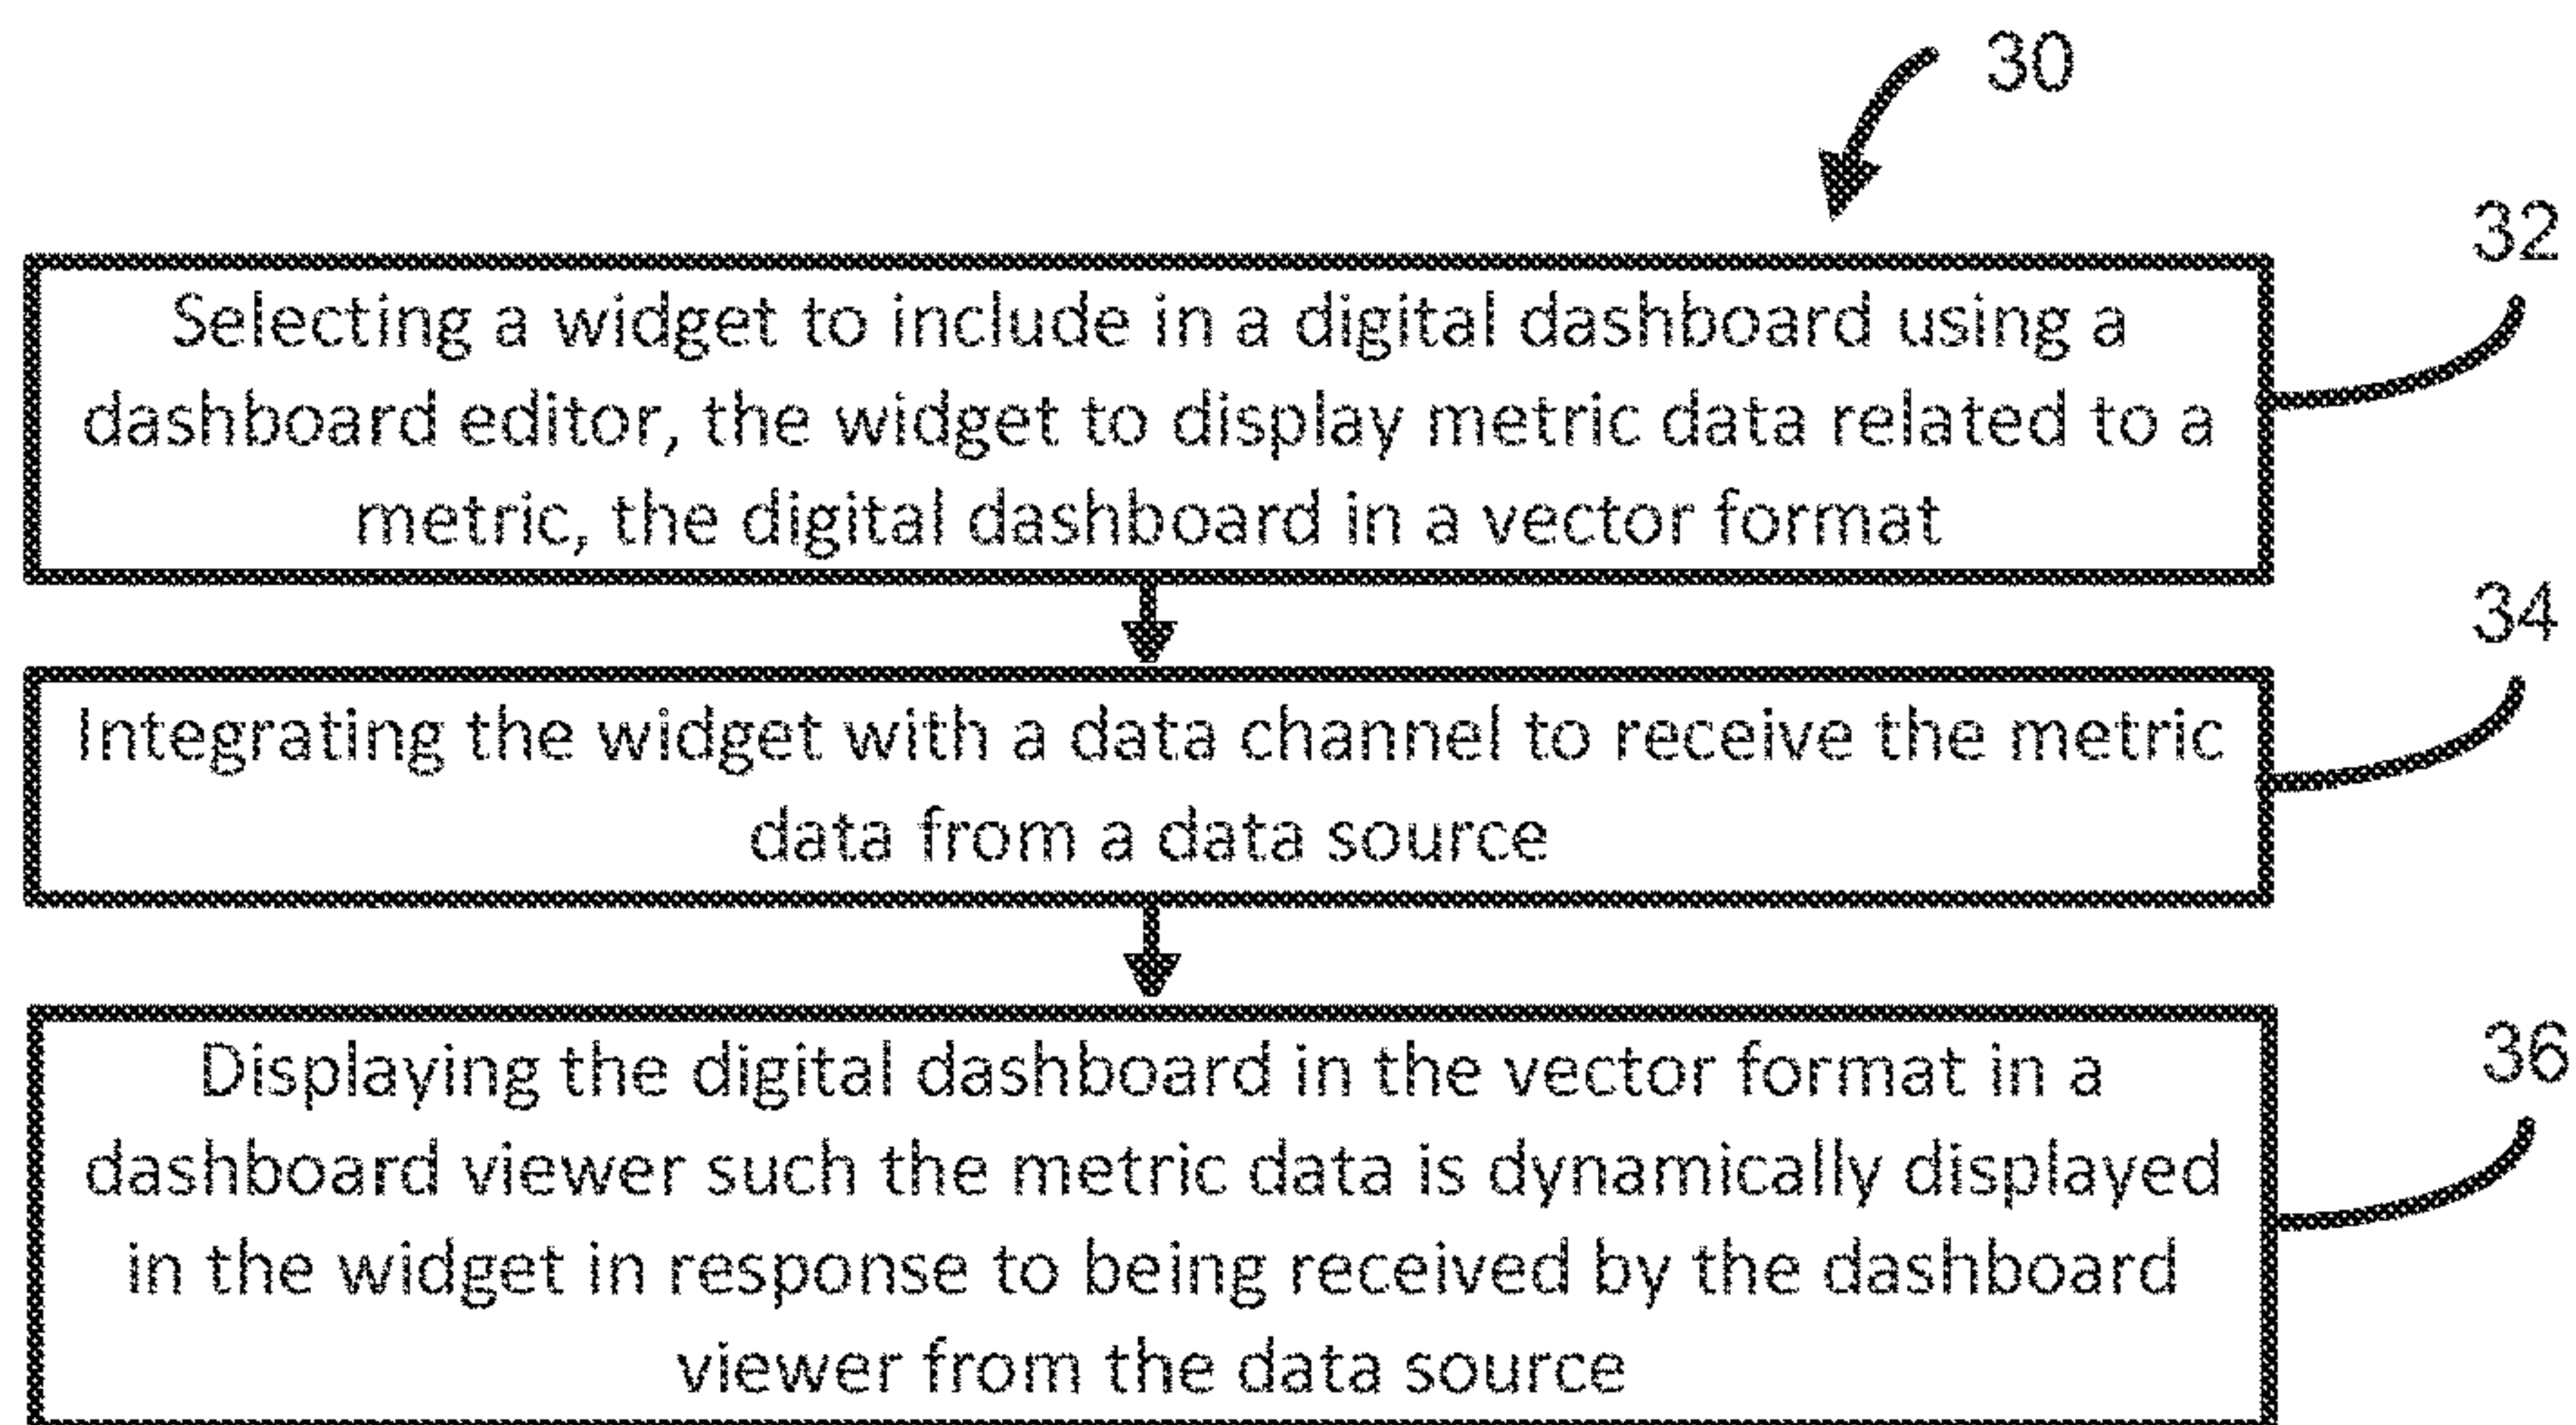 30
32
Selecting a widget to include in a digital dashboard using a
dashboard editor, the widget to display metric data related to a
metric, the digital dashboard in a vector format
34
Integrating the widget with a data channel to receive the metric
data from a data source
36
Displaying the digital dashboard in the vector format in a
dashboard viewer such the metric data is dynamically displayed
in the widget in response to being received by the dashboard
viewer from the data source